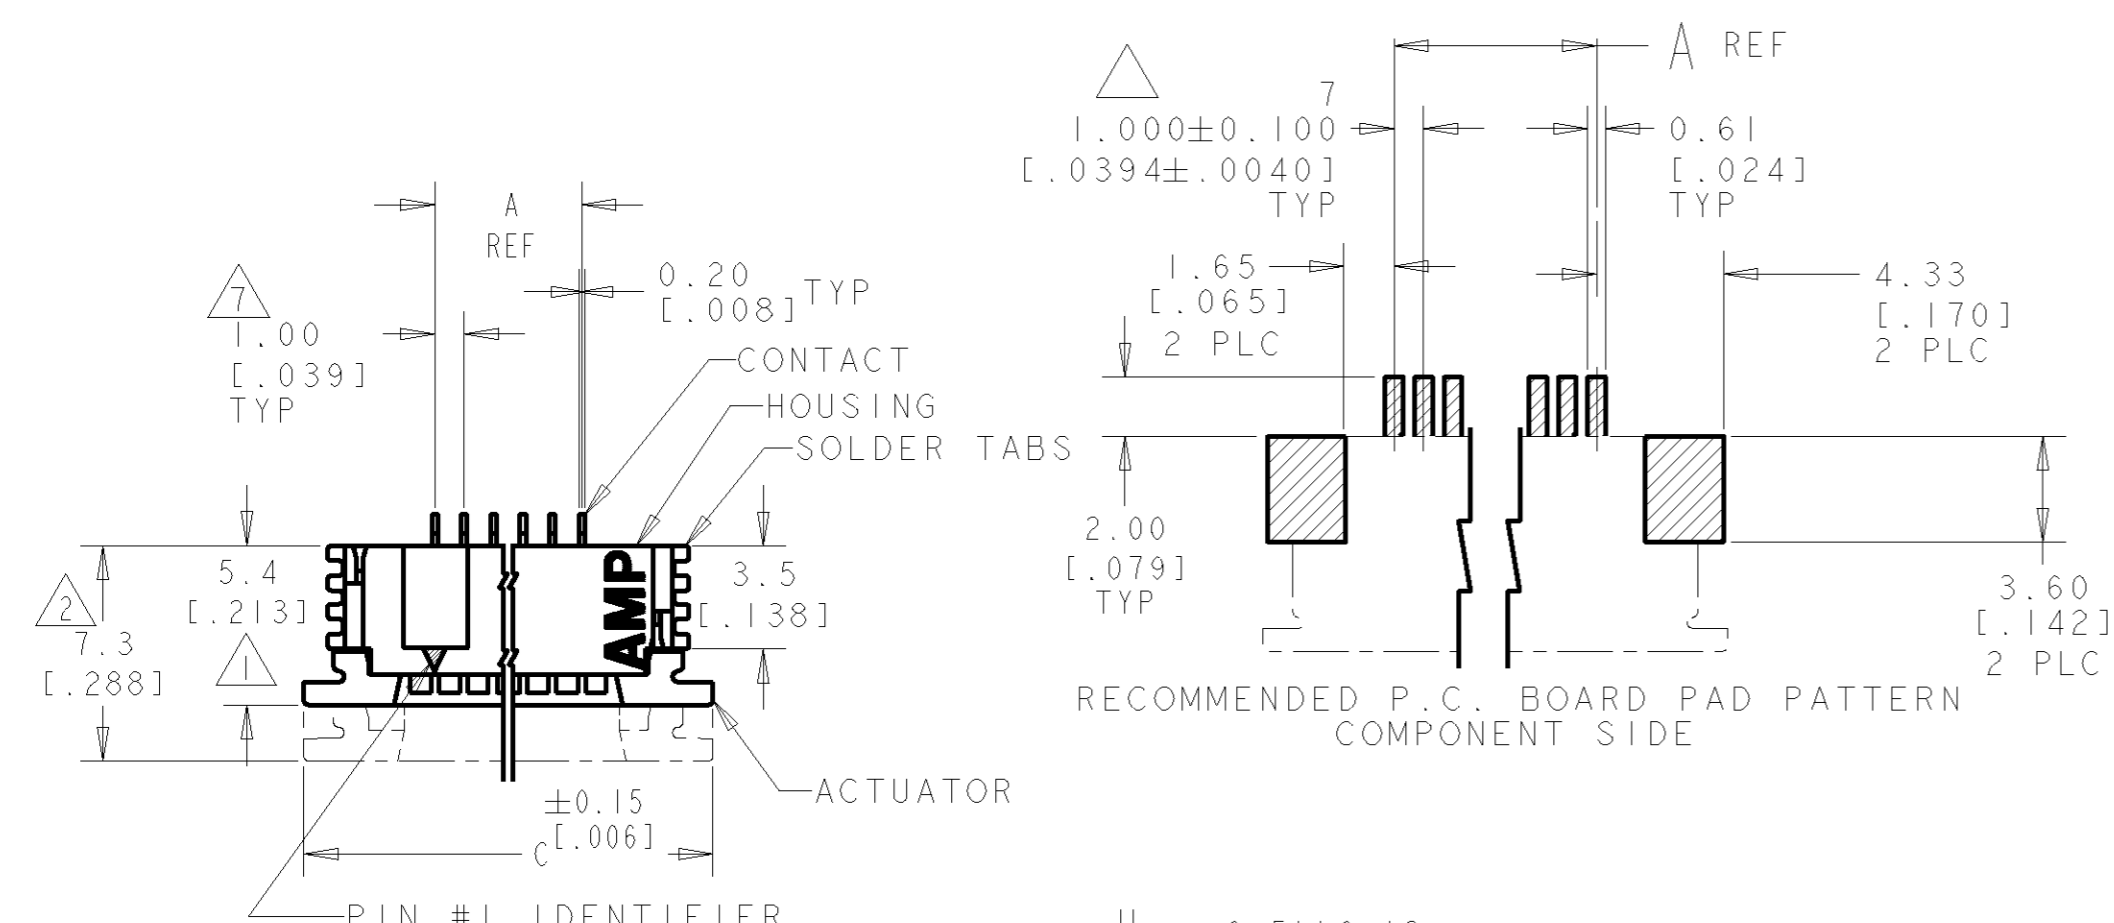 A
REF
0.20
[.008]
TYP
7
1.00
[.039]
TYP
CONTACT
HOUSING
SOLDER TABS
5.4
[.213]
2
7.3
[.288]
1
3.5
[.138]
AMP
ACTUATOR
±0.15
[.006]
C
PIN #1 IDENTIFIER
A REF
7
1.000±0.100
[.0394±.0040]
TYP
0.61
[.024]
TYP
1.65
[.065]
2 PLC
4.33
[.170]
2 PLC
2.00
[.079]
TYP
3.60
[.142]
2 PLC
RECOMMENDED P.C. BOARD PAD PATTERN
COMPONENT SIDE